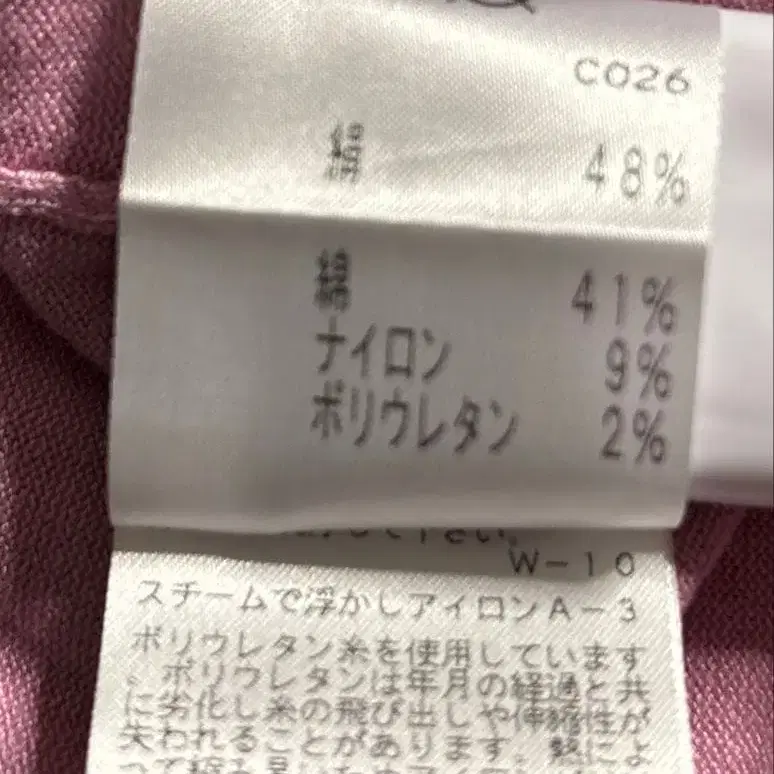 C026
48%
41%
ナイロン 9%
ポリウレタン 2%
W-10
スチームで浮かしアイロンA-3
ポリウレタン糸を使用しています
。ポリウレタンは年月の経過と共
に劣化し糸の飛び出しや伸縮性が
失われることがあります。熱によ